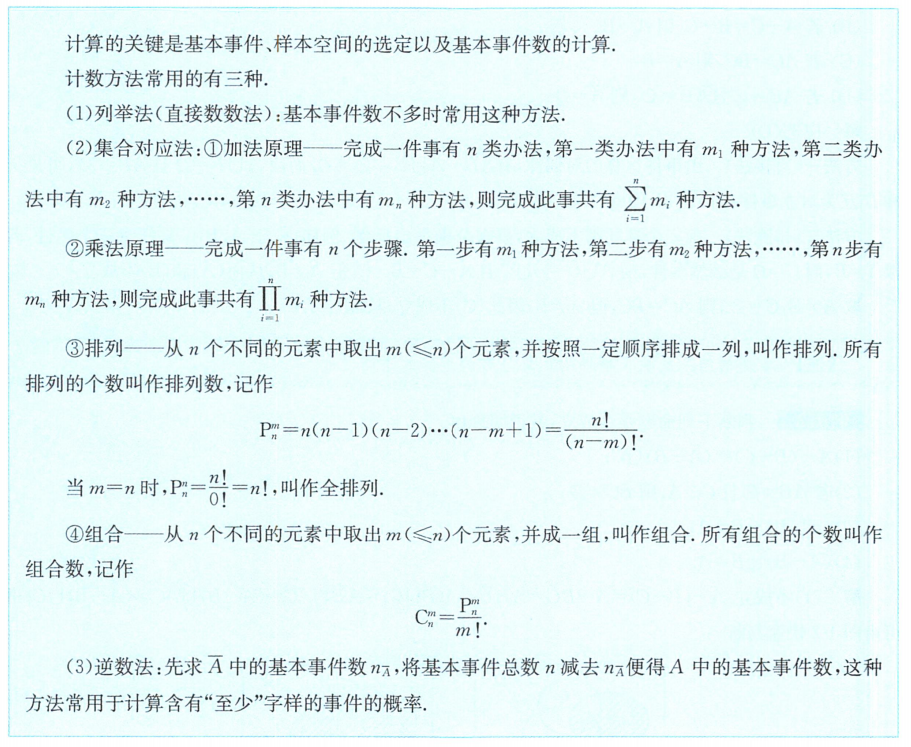 计算的关键是基本事件、样本空间的选定以及基本事件数的计算.
计数方法常用的有三种.
(1)列举法(直接数数法):基本事件数不多时常用这种方法.
(2)集合对应法:①加法原理——完成一件事有 n 类办法,第一类办法中有 m₁ 种方法,第二类办
法中有 m₂ 种方法,……,第 n 类办法中有 mₙ 种方法,则完成此事共有 $\sum_{i=1}^{n} m_i$ 种方法.
②乘法原理——完成一件事有 n 个步骤. 第一步有 m₁ 种方法,第二步有 m₂ 种方法,……,第 n 步有
mₙ 种方法,则完成此事共有 $\prod_{i=1}^{n} m_i$ 种方法.
③排列——从 n 个不同的元素中取出 m(≤n)个元素,并按照一定顺序排成一列,叫作排列. 所有
排列的个数叫作排列数,记作
$P_n^m=n(n-1)(n-2)\cdots(n-m+1)=\frac{n!}{(n-m)!}.$
当 m=n 时,$P_n^n=\frac{n!}{0!}=n!$,叫作全排列.
④组合——从 n 个不同的元素中取出 m(≤n)个元素,并成一组,叫作组合. 所有组合的个数叫作
组合数,记作
$C_n^m=\frac{P_n^m}{m!}.$
(3)逆数法:先求 $\overline{A}$ 中的基本事件数 $n_{\overline{A}}$,将基本事件总数 n 减去 $n_{\overline{A}}$ 便得 A 中的基本事件数,这种
方法常用于计算含有“至少”字样的事件的概率.